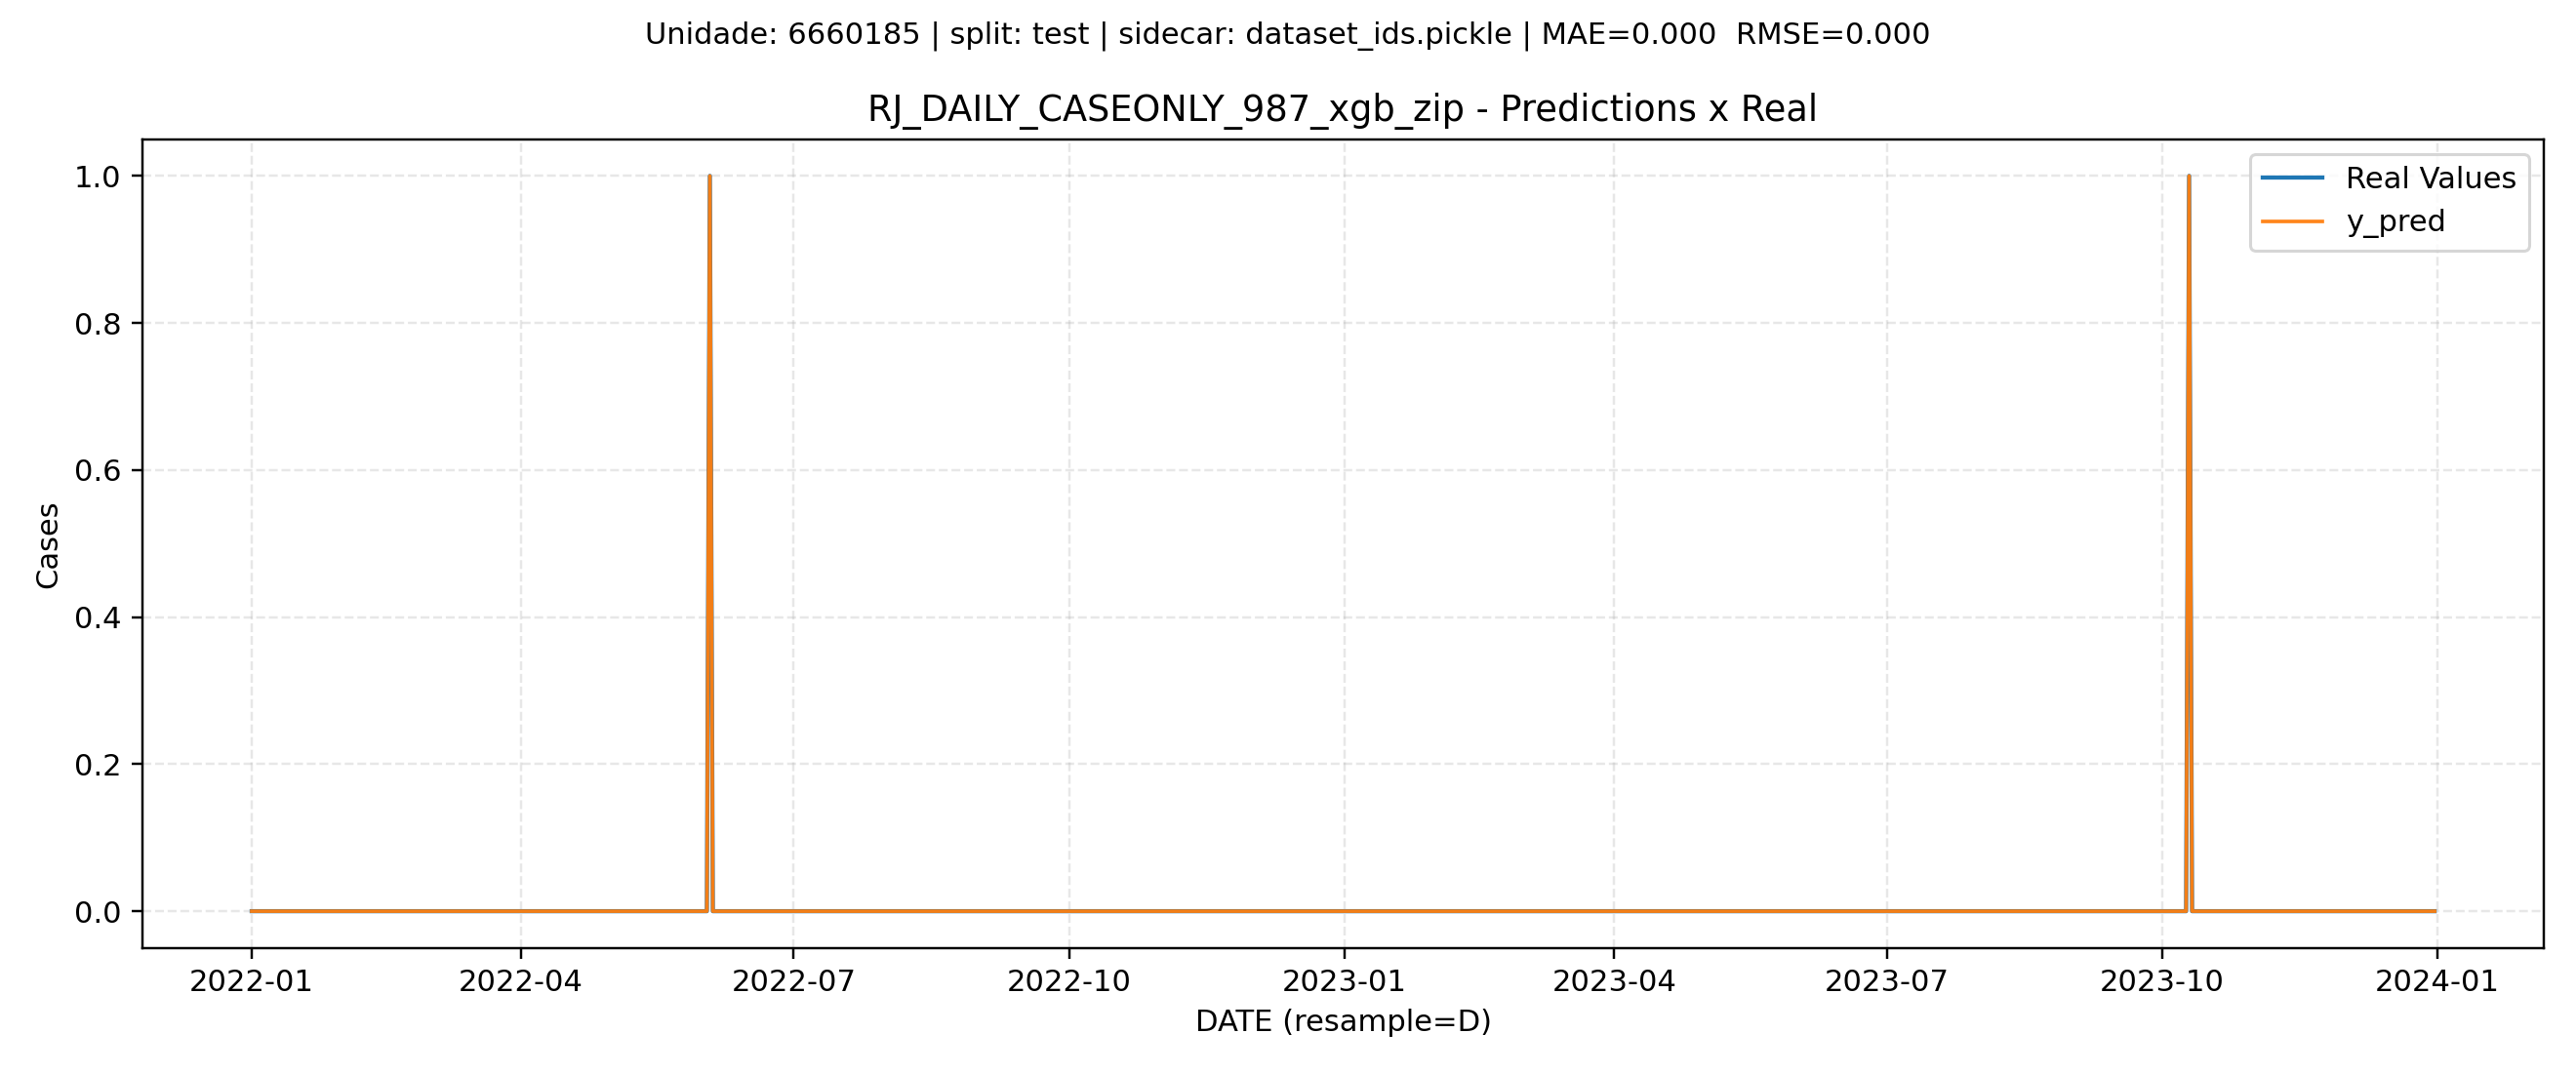 Unidade: 6660185 | split: test | sidecar: dataset_ids.pickle | MAE=0.000  RMSE=0.000
RJ_DAILY_CASEONLY_987_xgb_zip - Predictions x Real
Real Values
y_pred
1.0
0.8
0.6
0.4
0.2
0.0
Cases
2022-01 2022-04 2022-07 2022-10 2023-01 2023-04 2023-07 2023-10 2024-01
DATE (resample=D)